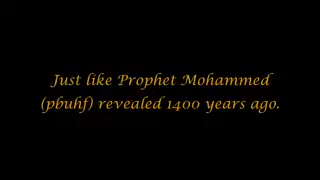 Just like Prophet Mohammed
(pbuhf) revealed 1400 years ago.